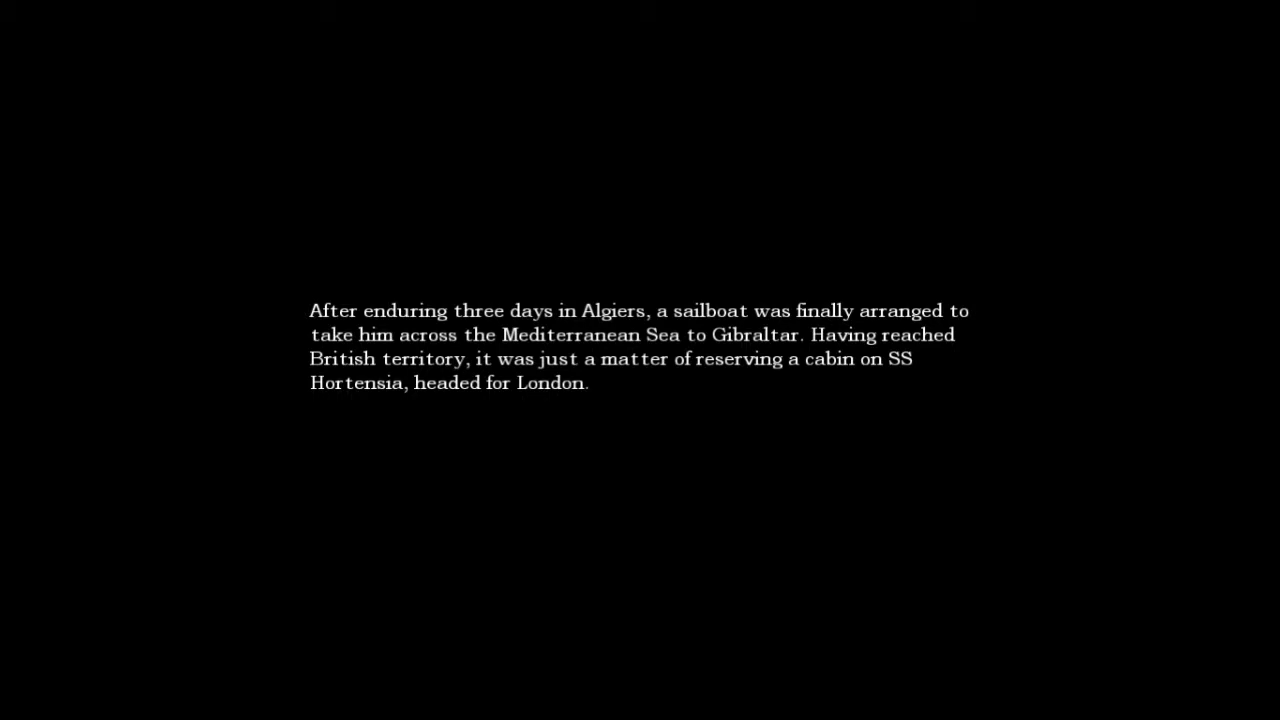 After enduring three days in Algiers, a sailboat was finally arranged to
take him across the Mediterranean Sea to Gibraltar. Having reached
British territory, it was just a matter of reserving a cabin on SS
Hortensia, headed for London.